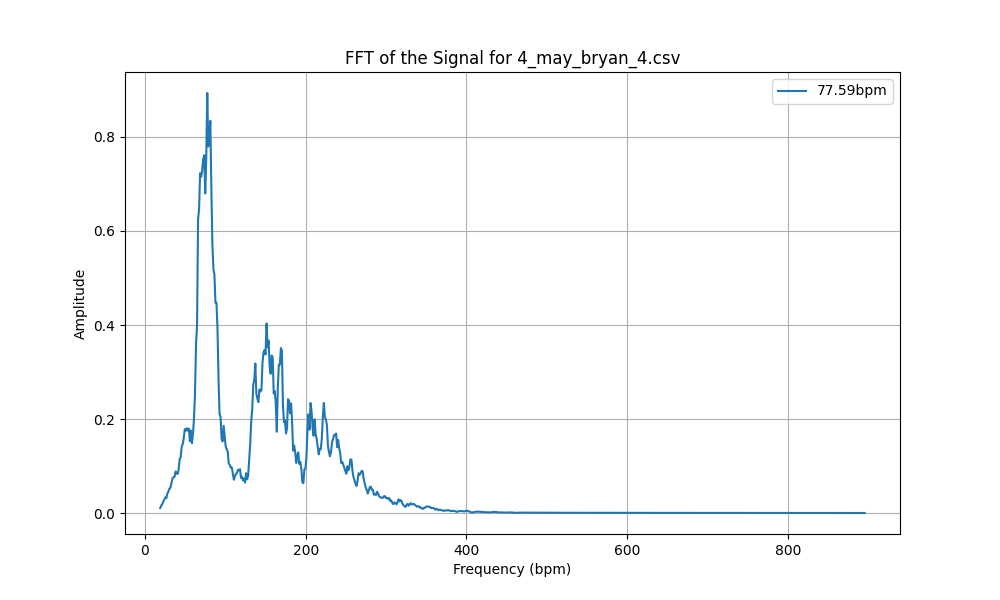 FFT of the Signal for 4_may_bryan_4.csv
77.59bpm
Amplitude
0.8
0.6
0.4
0.2
0.0
0 200 400 600 800
Frequency (bpm)